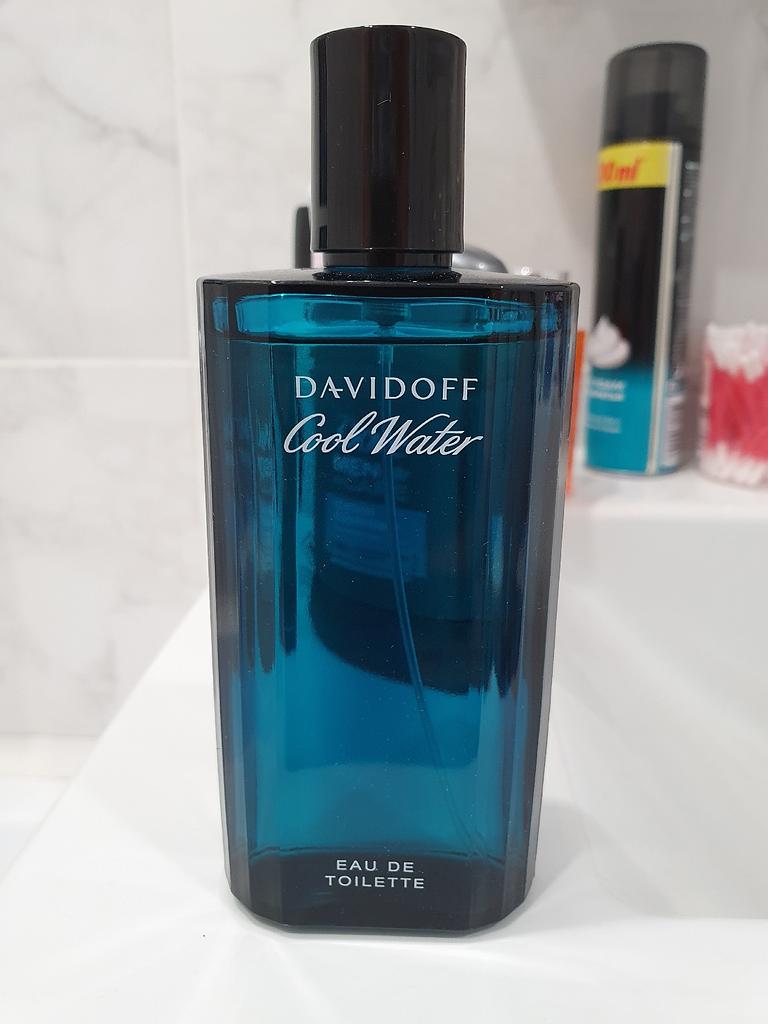 DAVIDOFF
Cool Water
EAU DE
TOILETTE